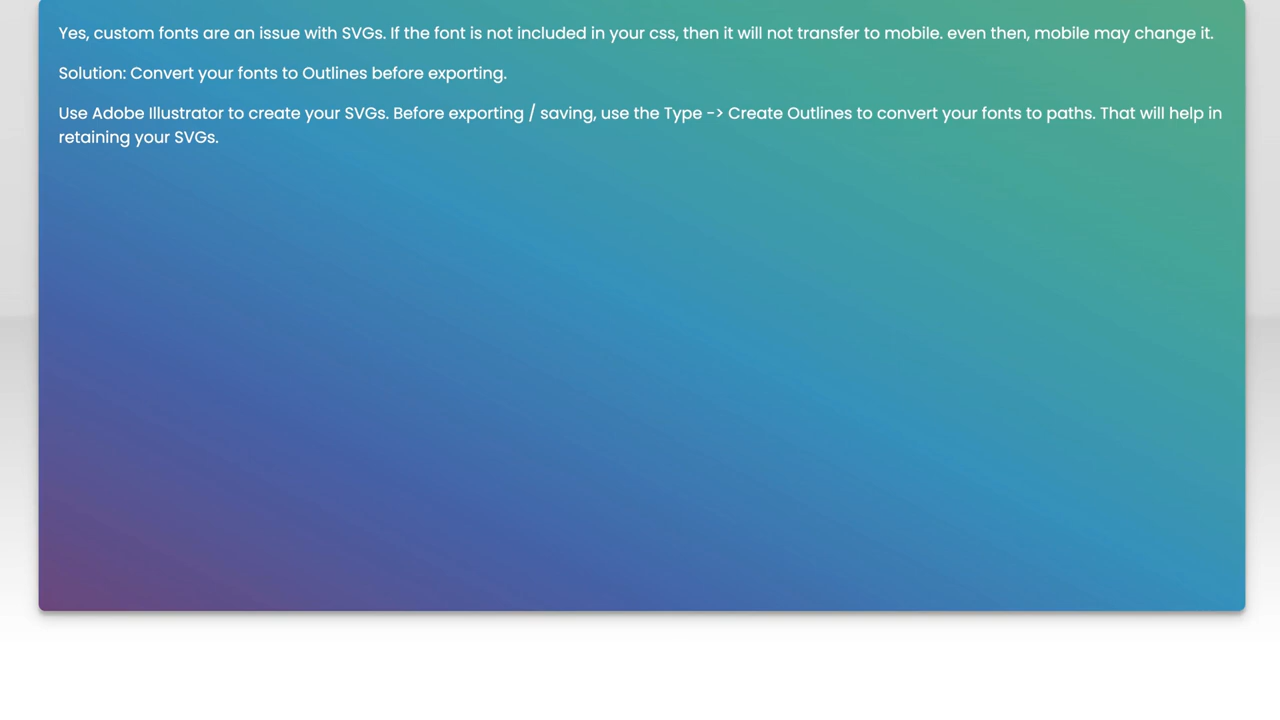 Yes, custom fonts are an issue with SVGs. If the font is not included in your css, then it will not transfer to mobile. even then, mobile may change it.
Solution: Convert your fonts to Outlines before exporting.
Use Adobe Illustrator to create your SVGs. Before exporting / saving, use the Type -> Create Outlines to convert your fonts to paths. That will help in
retaining your SVGs.